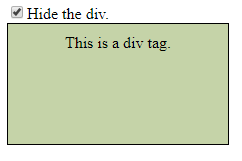 Hide the div.
This is a div tag.